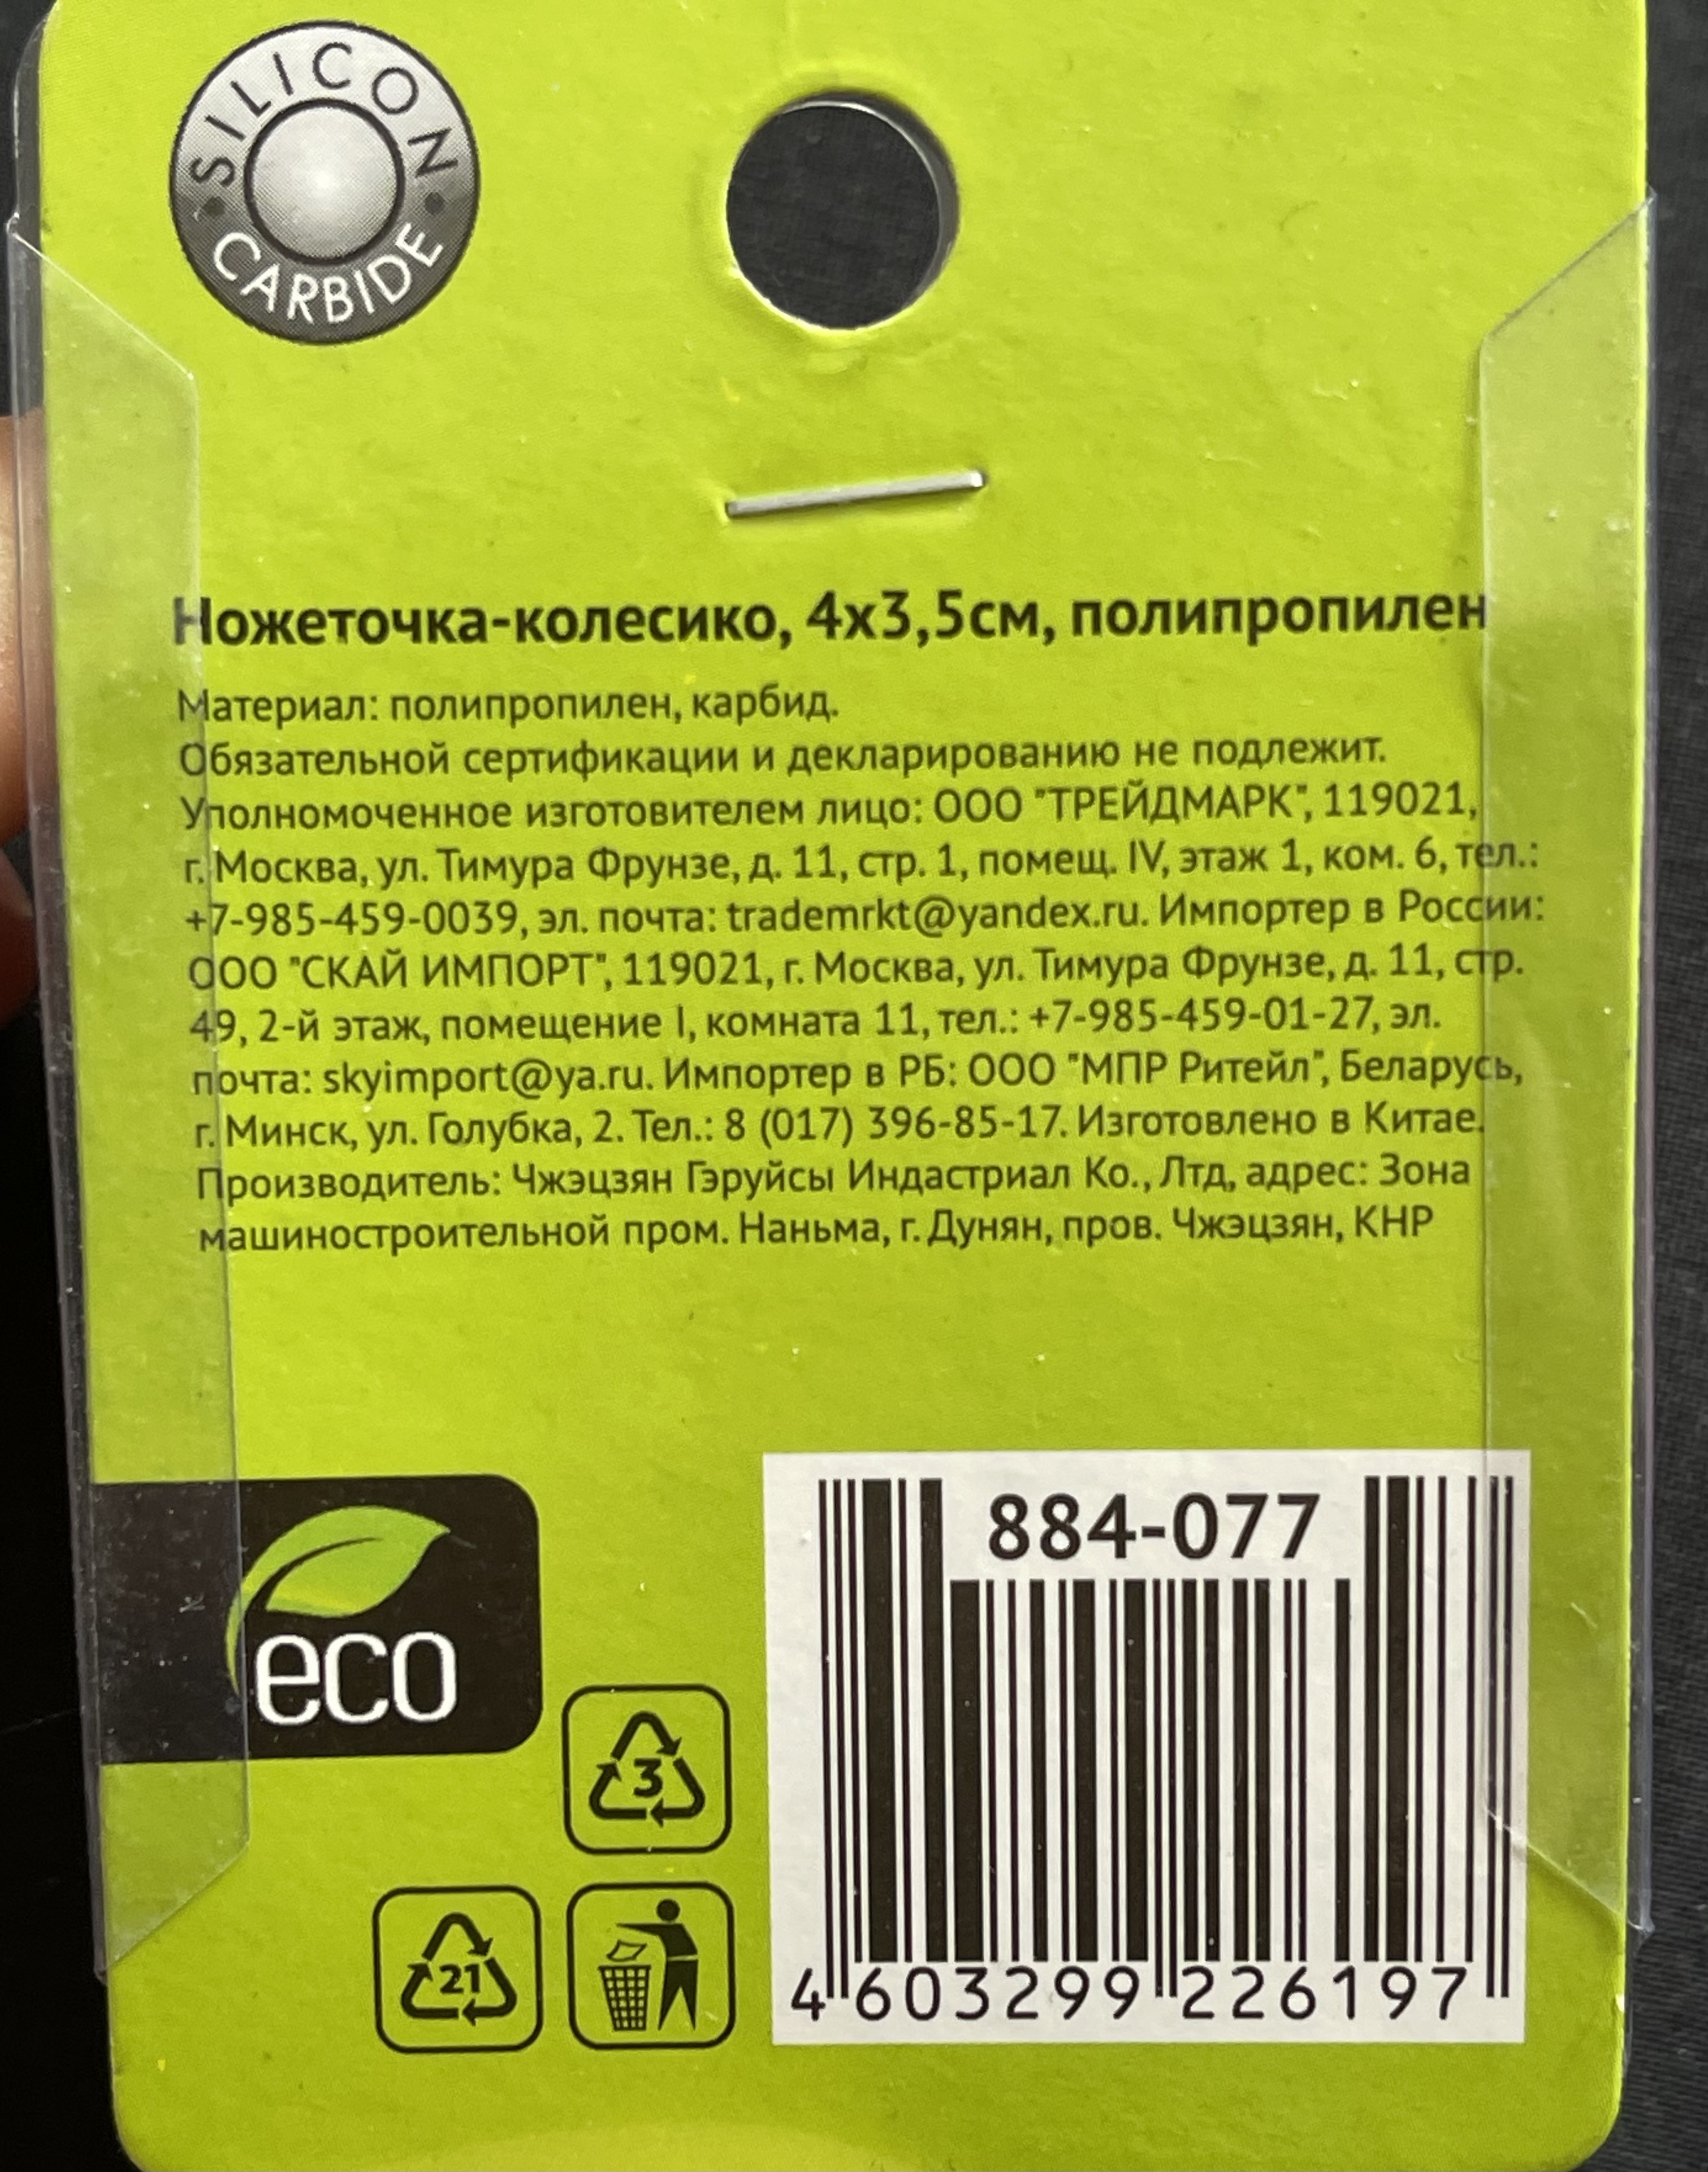 SILICON
CARBIDE
Ножеточка-колесико, 4х3,5см, полипропилен
Материал: полипропилен, карбид.
Обязательной сертификации и декларированию не подлежит.
Уполномоченное изготовителем лицо: ООО "ТРЕЙДМАРК", 119021,
г. Москва, ул. Тимура Фрунзе, д. 11, стр. 1, помещ. IV, этаж 1, ком. 6, тел.:
+7-985-459-0039, эл. почта: trademrkt@yandex.ru. Импортер в России:
ООО "СКАЙ ИМПОРТ", 119021, г. Москва, ул. Тимура Фрунзе, д. 11, стр.
49, 2-й этаж, помещение I, комната 11, тел.: +7-985-459-01-27, эл.
почта: skyimport@ya.ru. Импортер в РБ: ООО "МПР Ритейл", Беларусь,
г. Минск, ул. Голубка, 2. Тел.: 8 (017) 396-85-17. Изготовлено в Китае.
Производитель: Чжэцзян Гэруйсы Индастриал Ко., Лтд, адрес: Зона
машиностроительной пром. Наньма, г. Дунян, пров. Чжэцзян, КНР
884-077
eco
3
21
4 603299 226197